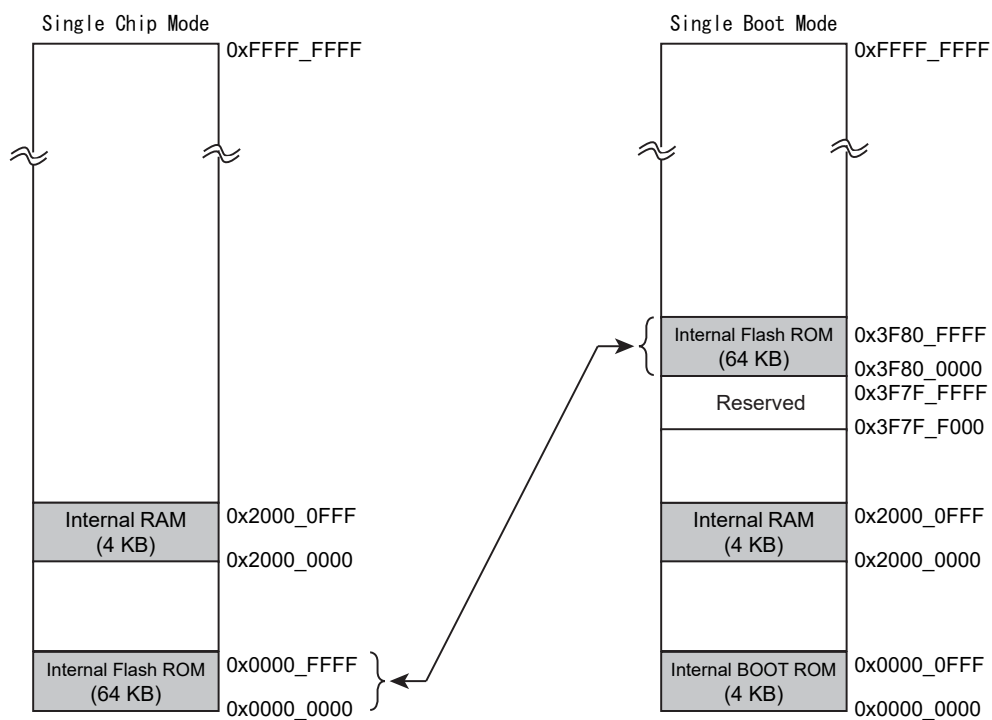 Single Chip Mode
0xFFFF_FFFF
Internal RAM
(4 KB)
0x2000_0FFF
0x2000_0000
Internal Flash ROM
(64 KB)
0x0000_FFFF
0x0000_0000
Single Boot Mode
0xFFFF_FFFF
Internal Flash ROM
(64 KB)
0x3F80_FFFF
0x3F80_0000
Reserved
0x3F7F_FFFF
0x3F7F_F000
Internal RAM
(4 KB)
0x2000_0FFF
0x2000_0000
Internal BOOT ROM
(4 KB)
0x0000_0FFF
0x0000_0000